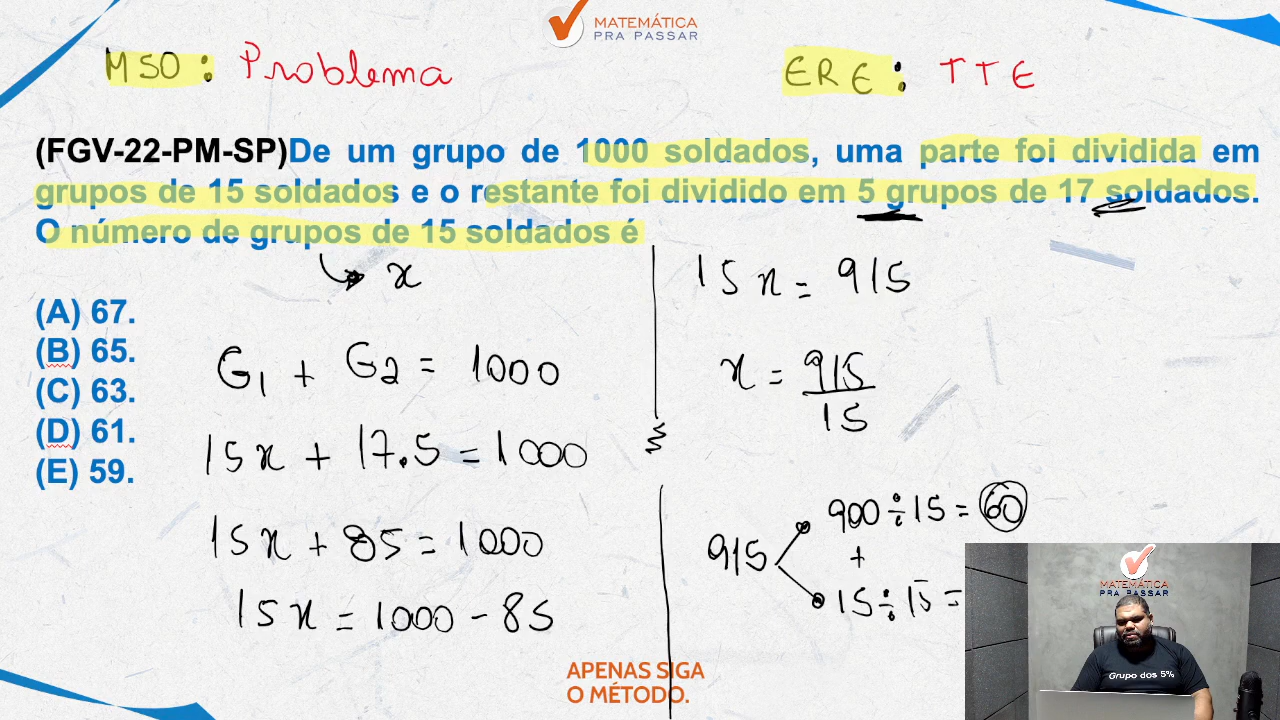 MATEMÁTICA
PRA PASSAR
MSO: Problema
ERE: TTE
(FGV-22-PM-SP)De um grupo de 1000 soldados, uma parte foi dividida em
grupos de 15 soldados e o restante foi dividido em 5 grupos de 17 soldados.
O número de grupos de 15 soldados é
x
(A) 67.
(B) 65.
(C) 63.
(D) 61.
(E) 59.
G1 + G2 = 1000
15x + 17.5 = 1000
15x + 85 = 1000
15x = 1000 - 85
15x = 915
x = 915/15
900 ÷ 15 = 60
915
+
15 ÷ 15 =
MATEMÁTICA
PRA PASSAR
Grupo dos 5%
APENAS SIGA
O MÉTODO.